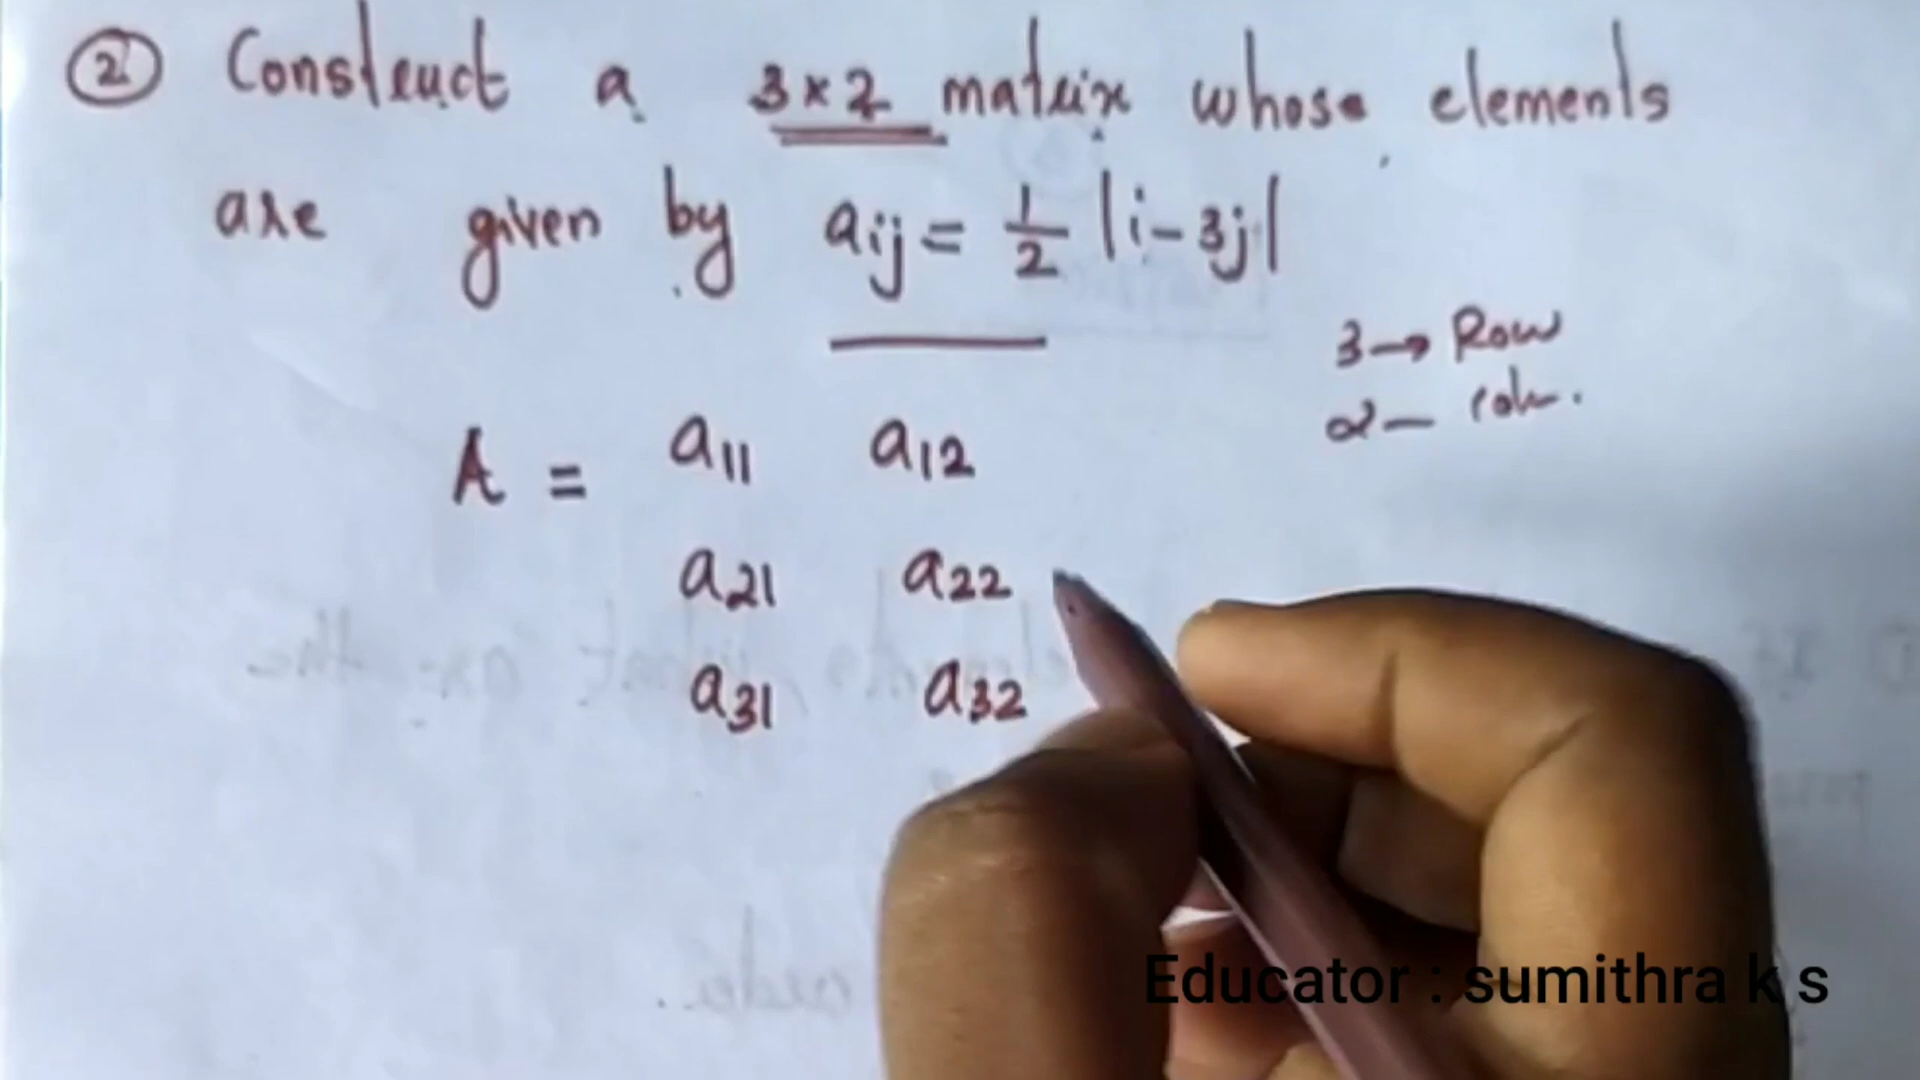 ② Construct a 3×2 matrix whose elements
are given by aij = 1/2 |i-3j|
3→ Row
2—
A = a11 a12
a21 a22
a31 a32
Educator : sumithra k s